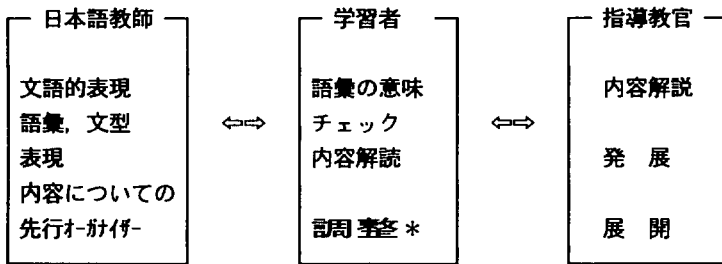 日本語教師
文語的表現
語彙，文型
表現
内容についての
先行オーガナイザー
⇔
学習者
語彙の意味
チェック
内容解読
調整＊
⇔
指導教官
内容解説
発　展
展　開